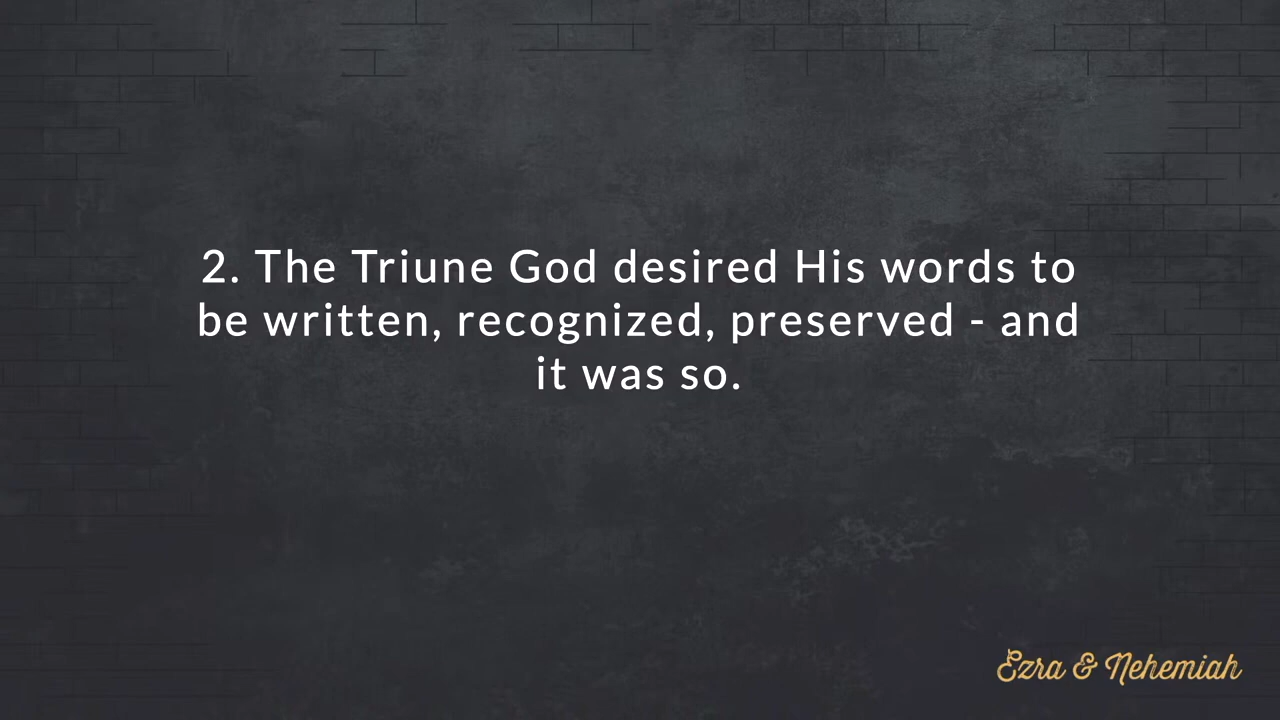 2. The Triune God desired His words to
be written, recognized, preserved - and
it was so.
Ezra & Nehemiah